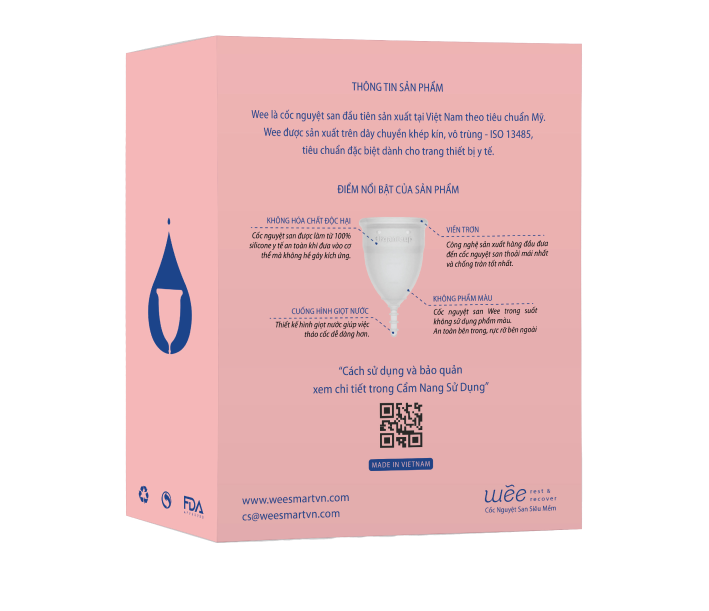 THÔNG TIN SẢN PHẨM
Wee là cốc nguyệt san đầu tiên sản xuất tại Việt Nam theo tiêu chuẩn Mỹ.
Wee được sản xuất trên dây chuyền khép kín, vô trùng - ISO 13485,
tiêu chuẩn đặc biệt dành cho trang thiết bị y tế.
ĐIỂM NỔI BẬT CỦA SẢN PHẨM
KHÔNG HÓA CHẤT ĐỘC HẠI
Cốc nguyệt san được làm từ 100%
silicone y tế an toàn khi đưa vào cơ
thể mà không hề gây kích ứng.
VIỀN TRƠN
Công nghệ sản xuất hàng đầu đưa
đến cốc nguyệt san thoải mái nhất
và chống tràn tốt nhất.
CUỐNG HÌNH GIỌT NƯỚC
Thiết kế hình giọt nước giúp việc
tháo cốc dễ dàng hơn.
KHÔNG PHẨM MÀU
Cốc nguyệt san Wee trong suốt
không sử dụng phẩm màu.
An toàn bên trong, rực rỡ bên ngoài
"Cách sử dụng và bảo quản
xem chi tiết trong Cẩm Nang Sử Dụng"
MADE IN VIETNAM
www.weesmartvn.com
cs@weesmartvn.com
wee rest &
recover
Cốc Nguyệt San Siêu Mềm
FDA
APPROVED